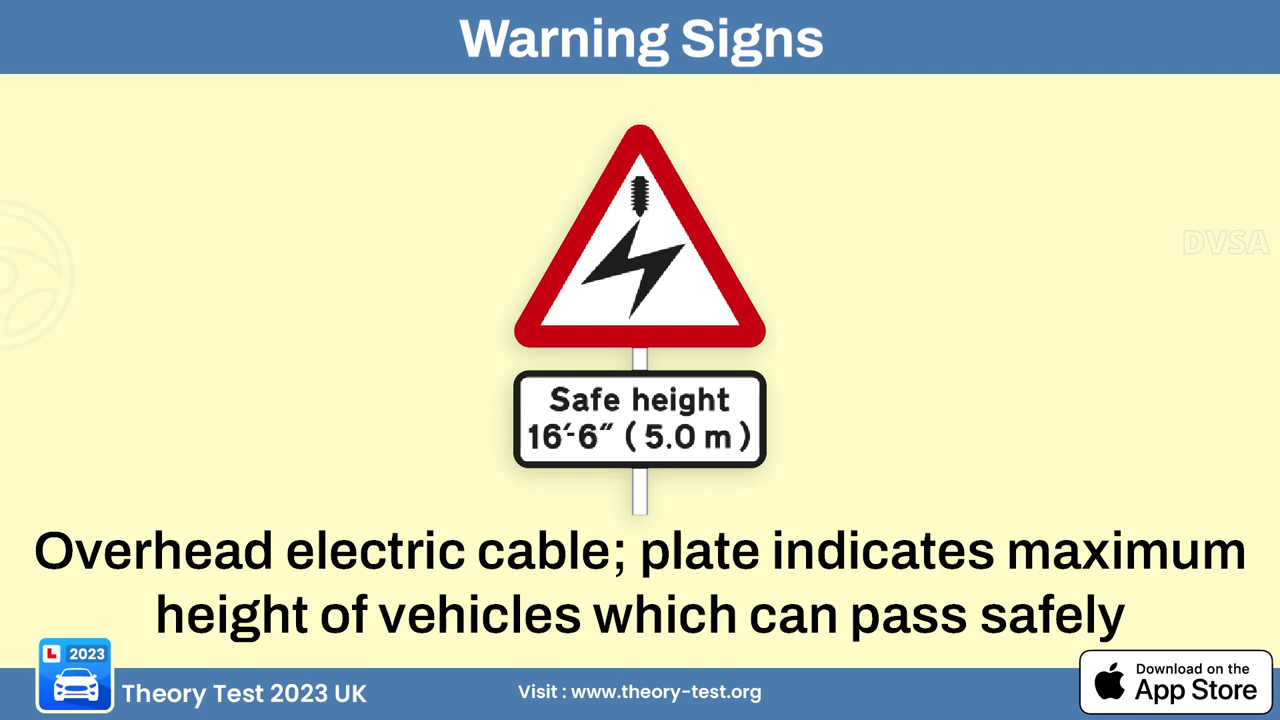 Warning Signs
DVSA
Safe height
16′-6″ (5.0 m)
Overhead electric cable; plate indicates maximum
height of vehicles which can pass safely
L 2023
Theory Test 2023 UK
Visit : www.theory-test.org
Download on the
App Store